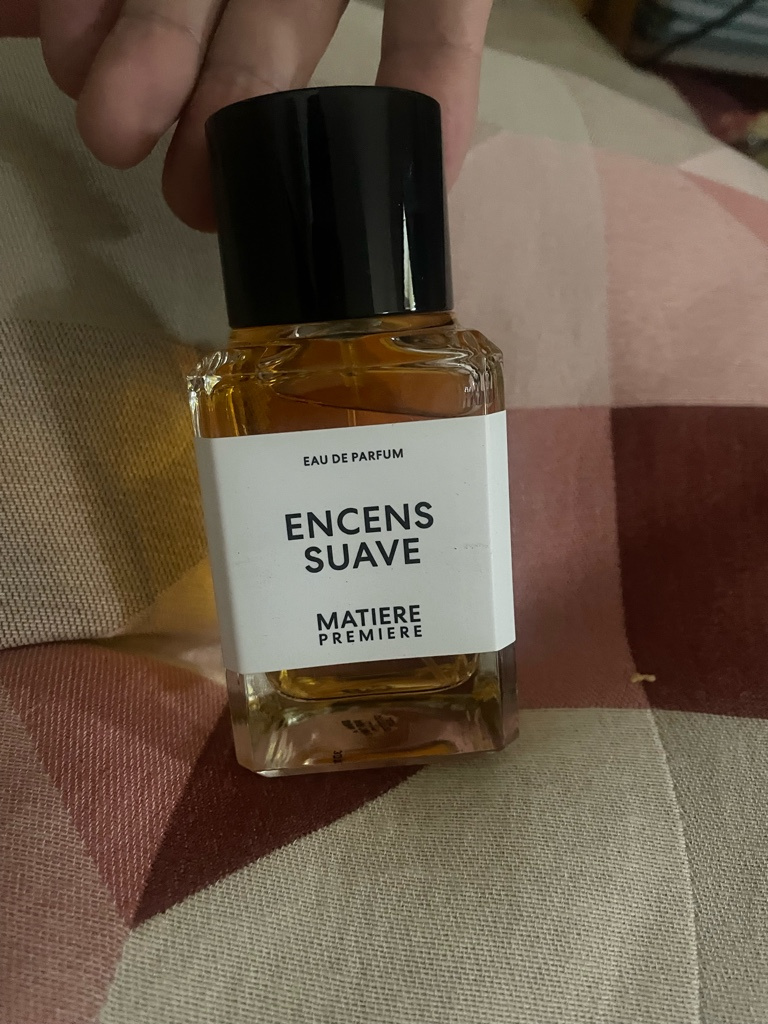 EAU DE PARFUM
ENCENS
SUAVE
MATIERE
PREMIERE